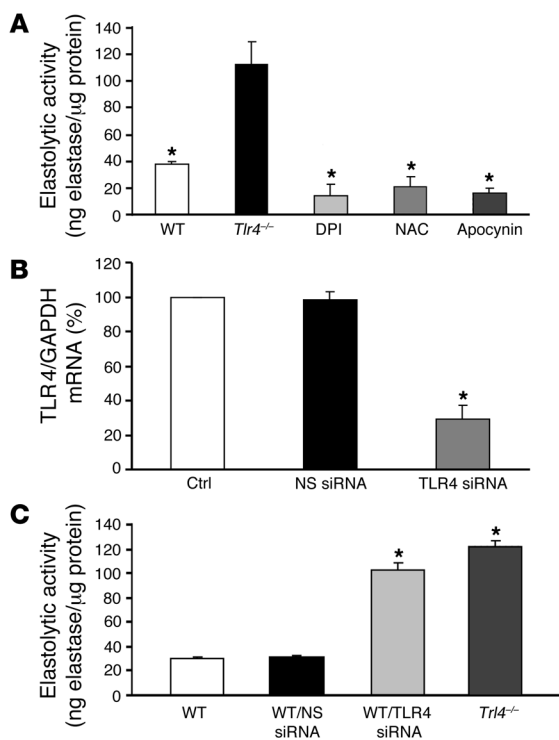 A
Elastolytic activity
(ng elastase/μg protein)
140
120
100
80
60
40
20
0
*
*
*
*
WT
Tlr4–/–
DPI
NAC
Apocynin
B
TLR4/GAPDH
mRNA (%)
120
100
80
60
40
20
0
*
Ctrl
NS siRNA
TLR4 siRNA
C
Elastolytic activity
(ng elastase/μg protein)
140
120
100
80
60
40
20
0
*
*
WT
WT/NS
siRNA
WT/TLR4
siRNA
Trl4–/–